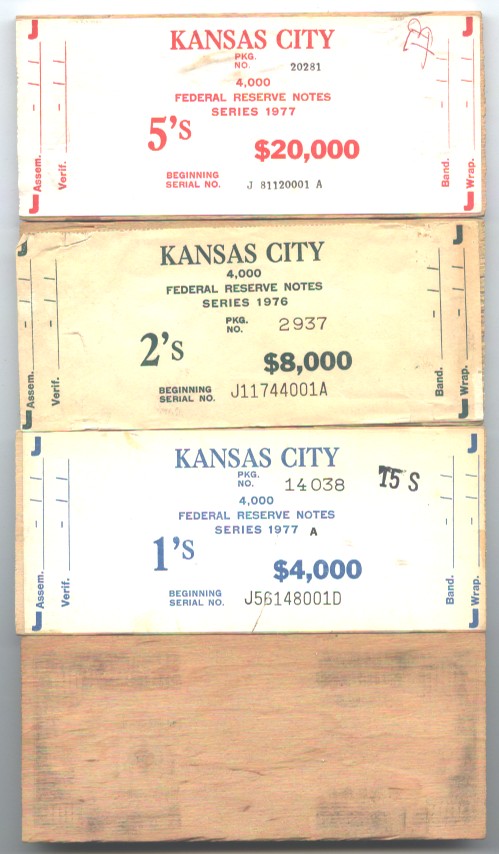 J J
KANSAS CITY
PKG.
NO. 20281
4,000
FEDERAL RESERVE NOTES
SERIES 1977
5's
$20,000
BEGINNING
SERIAL NO. J 81120001 A
Assem.
Verif.
Band.
Wrap.
J J
J J
KANSAS CITY
4,000
FEDERAL RESERVE NOTES
SERIES 1976
PKG.
NO. 2937
2's
$8,000
BEGINNING
SERIAL NO. J11744001A
Assem.
Verif.
Band.
Wrap.
J J
J J
KANSAS CITY
PKG.
NO. 14038
T5 S
4,000
FEDERAL RESERVE NOTES
SERIES 1977 A
1's
$4,000
BEGINNING
SERIAL NO. J56148001D
Assem.
Verif.
Band.
Wrap.
J J